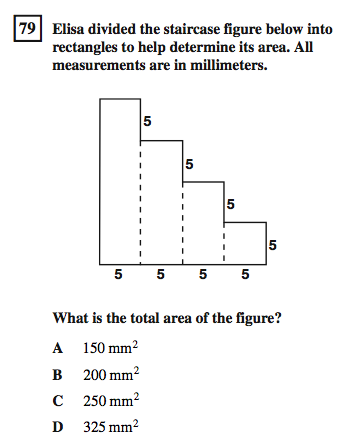 79 Elisa divided the staircase figure below into
rectangles to help determine its area. All
measurements are in millimeters.
5
5
5
5
5 5 5 5
What is the total area of the figure?
A 150 mm²
B 200 mm²
C 250 mm²
D 325 mm²